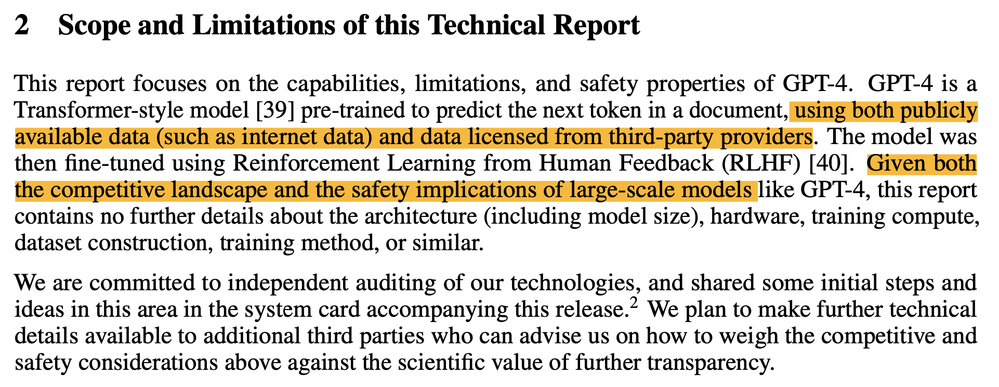 2 Scope and Limitations of this Technical Report
This report focuses on the capabilities, limitations, and safety properties of GPT-4. GPT-4 is a
Transformer-style model [39] pre-trained to predict the next token in a document, using both publicly
available data (such as internet data) and data licensed from third-party providers. The model was
then fine-tuned using Reinforcement Learning from Human Feedback (RLHF) [40]. Given both
the competitive landscape and the safety implications of large-scale models like GPT-4, this report
contains no further details about the architecture (including model size), hardware, training compute,
dataset construction, training method, or similar.
We are committed to independent auditing of our technologies, and shared some initial steps and
ideas in this area in the system card accompanying this release.2 We plan to make further technical
details available to additional third parties who can advise us on how to weigh the competitive and
safety considerations above against the scientific value of further transparency.